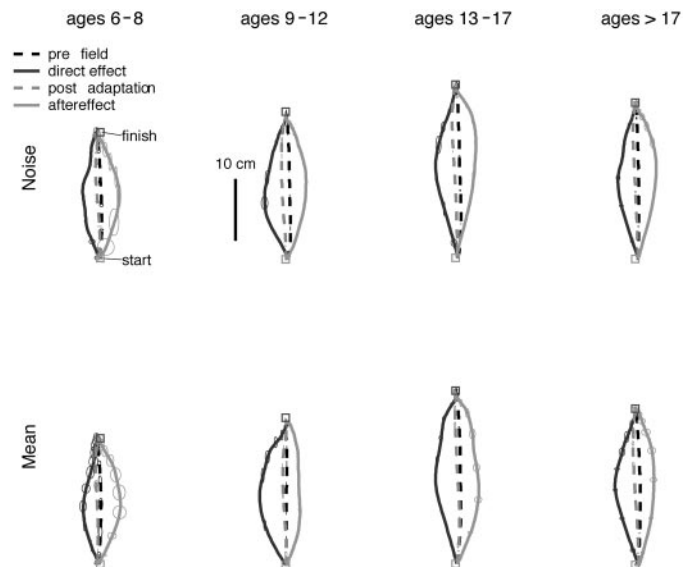 ages 6-8
ages 9-12
ages 13-17
ages > 17
pre field
direct effect
post adaptation
aftereffect
finish
Noise
10 cm
start
Mean